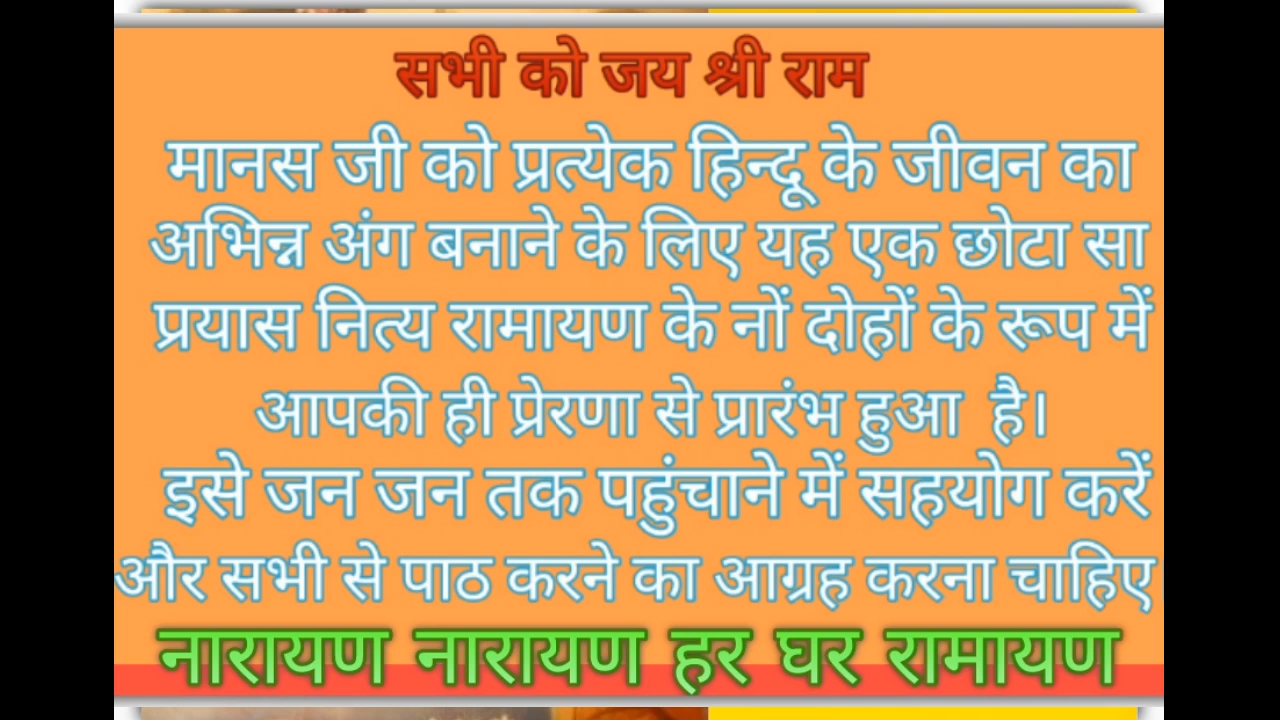 सभी को जय श्री राम
मानस जी को प्रत्येक हिन्दू के जीवन का
अभिन्न अंग बनाने के लिए यह एक छोटा सा
प्रयास नित्य रामायण के नों दोहों के रूप में
आपकी ही प्रेरणा से प्रारंभ हुआ है।
इसे जन जन तक पहुंचाने में सहयोग करें
और सभी से पाठ करने का आग्रह करना चाहिए
नारायण नारायण हर घर रामायण